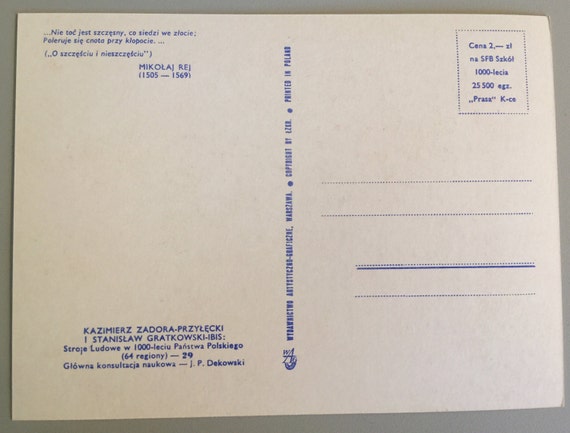 ...Nie toć jest szczęsny, co siedzi we złocie;
Poleruje się cnota przy kłopocie. ...
(„O szczęściu i nieszczęściu”)
MIKOŁAJ REJ
(1505 — 1569)
KAZIMIERZ ZADORA-PRZYŁĘCKI
I STANISŁAW GRATKOWSKI-IBIS:
Stroje Ludowe w 1000-leciu Państwa Polskiego
(64 regiony) — 29
Główna konsultacja naukowa — J. P. Dekowski
WYDAWNICTWO ARTYSTYCZNO-GRAFICZNE, WARSZAWA. ● COPYRIGHT BY ŁZGD. ● PRINTED IN POLAND
Cena 2,— zł
na SFB Szkół
1000-lecia
25 500 egz.
„Prasa” K-ce